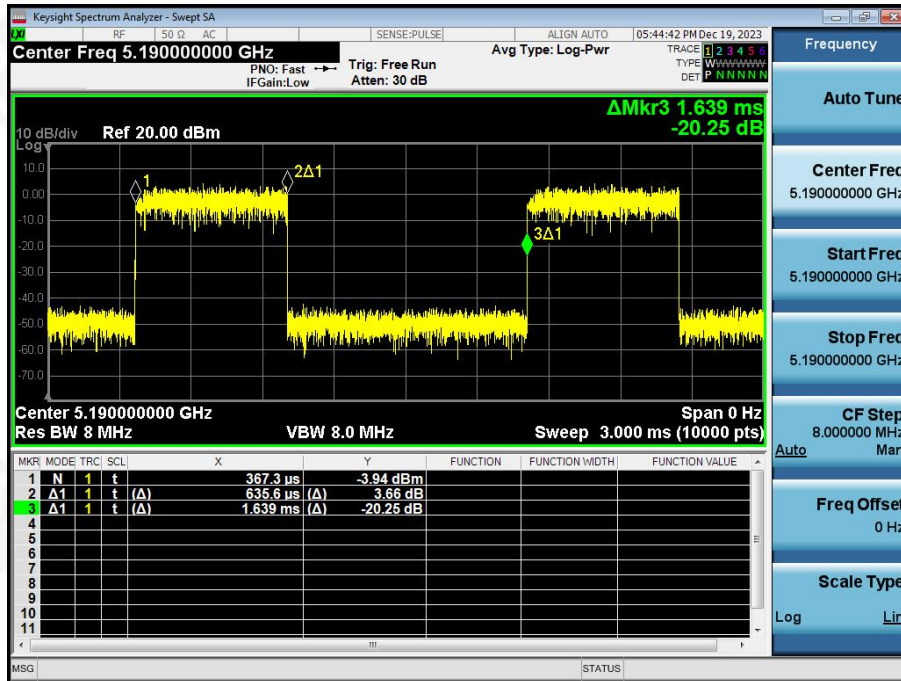 Keysight Spectrum Analyzer - Swept SA
LXI RF 50 Ω AC SENSE:PULSE ALIGN AUTO 05:44:42 PM Dec 19, 2023
Center Freq 5.190000000 GHz Avg Type: Log-Pwr TRACE 1 2 3 4 5 6
PNO: Fast Trig: Free Run TYPE WWWWWW
IFGain:Low Atten: 30 dB DET P N N N N N
ΔMkr3 1.639 ms
10 dB/div Ref 20.00 dBm -20.25 dB
Log
10.0
0.00
-10.0
-20.0
-30.0
-40.0
-50.0
-60.0
-70.0
1
2Δ1
3Δ1
Center 5.190000000 GHz Span 0 Hz
Res BW 8 MHz VBW 8.0 MHz Sweep 3.000 ms (10000 pts)
MKR MODE TRC SCL X Y FUNCTION FUNCTION WIDTH FUNCTION VALUE
1 N 1 t 367.3 µs -3.94 dBm
2 Δ1 1 t (Δ) 635.6 µs (Δ) 3.66 dB
3 Δ1 1 t (Δ) 1.639 ms (Δ) -20.25 dB
4
5
6
7
8
9
10
11
MSG STATUS
Frequency
Auto Tune
Center Freq
5.190000000 GHz
Start Freq
5.190000000 GHz
Stop Freq
5.190000000 GHz
CF Step
8.000000 MHz
Auto Man
Freq Offset
0 Hz
Scale Type
Log Lin